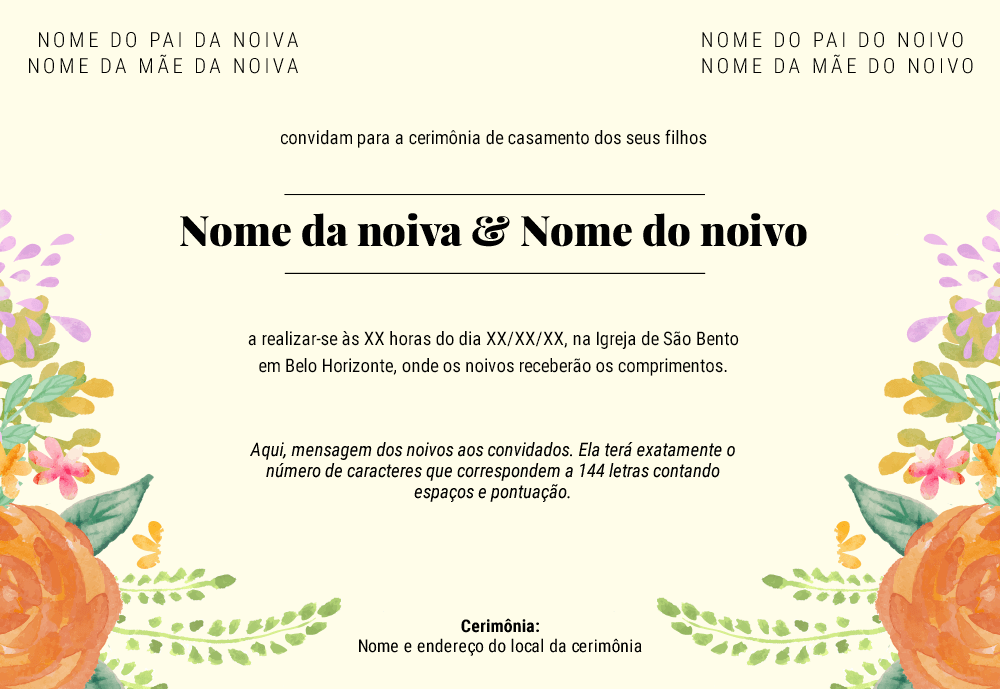 NOME DO PAI DA NOIVA
NOME DA MÃE DA NOIVA
NOME DO PAI DO NOIVO
NOME DA MÃE DO NOIVO
convidam para a cerimônia de casamento dos seus filhos
Nome da noiva & Nome do noivo
a realizar-se às XX horas do dia XX/XX/XX, na Igreja de São Bento
em Belo Horizonte, onde os noivos receberão os comprimentos.
Aqui, mensagem dos noivos aos convidados. Ela terá exatamente o
número de caracteres que correspondem a 144 letras contando
espaços e pontuação.
Cerimônia:
Nome e endereço do local da cerimônia